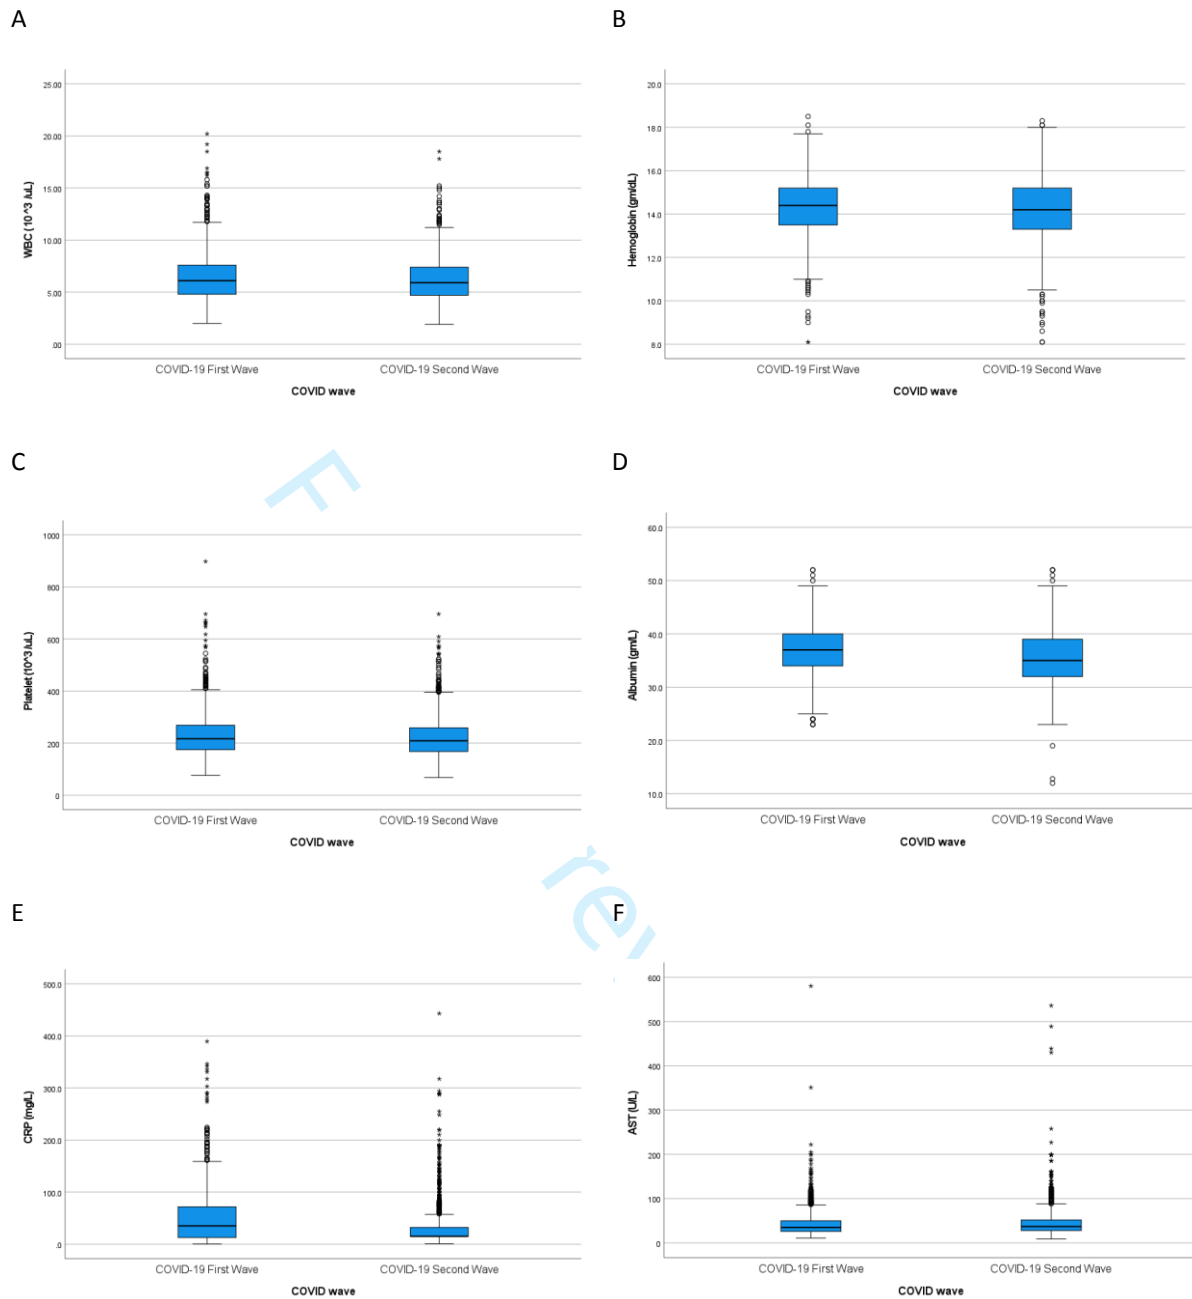 A
WBC (10^3 /uL)
25.00
20.00
15.00
10.00
5.00
.00
COVID-19 First Wave
COVID-19 Second Wave
COVID wave
B
Hemoglobin (gm/dL)
20.0
18.0
16.0
14.0
12.0
10.0
8.0
COVID-19 First Wave
COVID-19 Second Wave
COVID wave
C
Platelet (10^3 /uL)
1000
800
600
400
200
0
COVID-19 First Wave
COVID-19 Second Wave
COVID wave
D
Albumin (gm/L)
60.0
50.0
40.0
30.0
20.0
10.0
COVID-19 First Wave
COVID-19 Second Wave
COVID wave
F
rev
E
CRP (mg/L)
500.0
400.0
300.0
200.0
100.0
.0
COVID-19 First Wave
COVID-19 Second Wave
COVID wave
F
AST (U/L)
600
500
400
300
200
100
0
COVID-19 First Wave
COVID-19 Second Wave
COVID wave